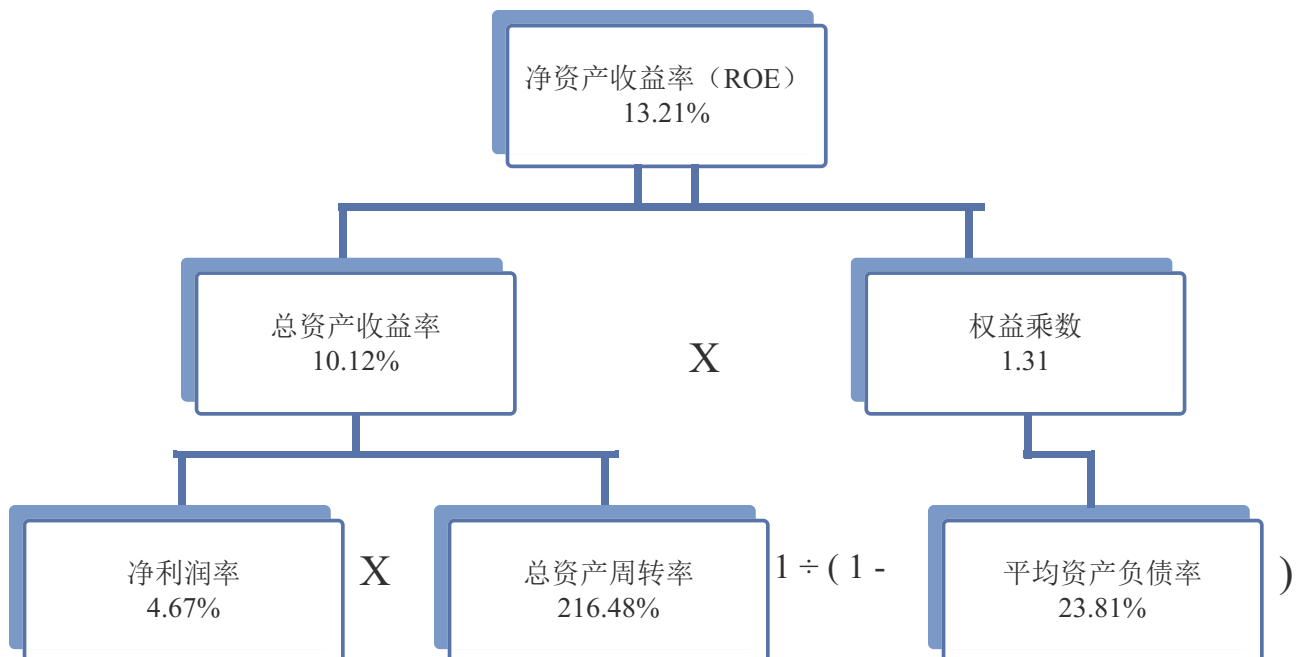 净资产收益率（ROE）
13.21%
总资产收益率
10.12%
X
权益乘数
1.31
净利润率
4.67%
X
总资产周转率
216.48%
1 ÷ ( 1 -
平均资产负债率
23.81%
)